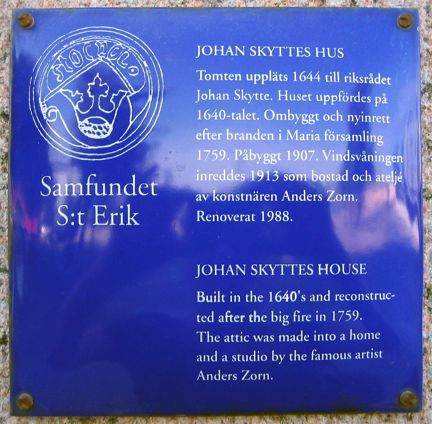 Samfundet
S:t Erik
JOHAN SKYTTES HUS
Tomten uppläts 1644 till riksrådet
Johan Skytte. Huset uppfördes på
1640-talet. Ombyggt och nyinrett
efter branden i Maria församling
1759. Påbyggt 1907. Vindsvåningen
inreddes 1913 som bostad och ateljé
av konstnären Anders Zorn.
Renoverat 1988.
JOHAN SKYTTES HOUSE
Built in the 1640's and reconstruc-
ted after the big fire in 1759.
The attic was made into a home
and a studio by the famous artist
Anders Zorn.